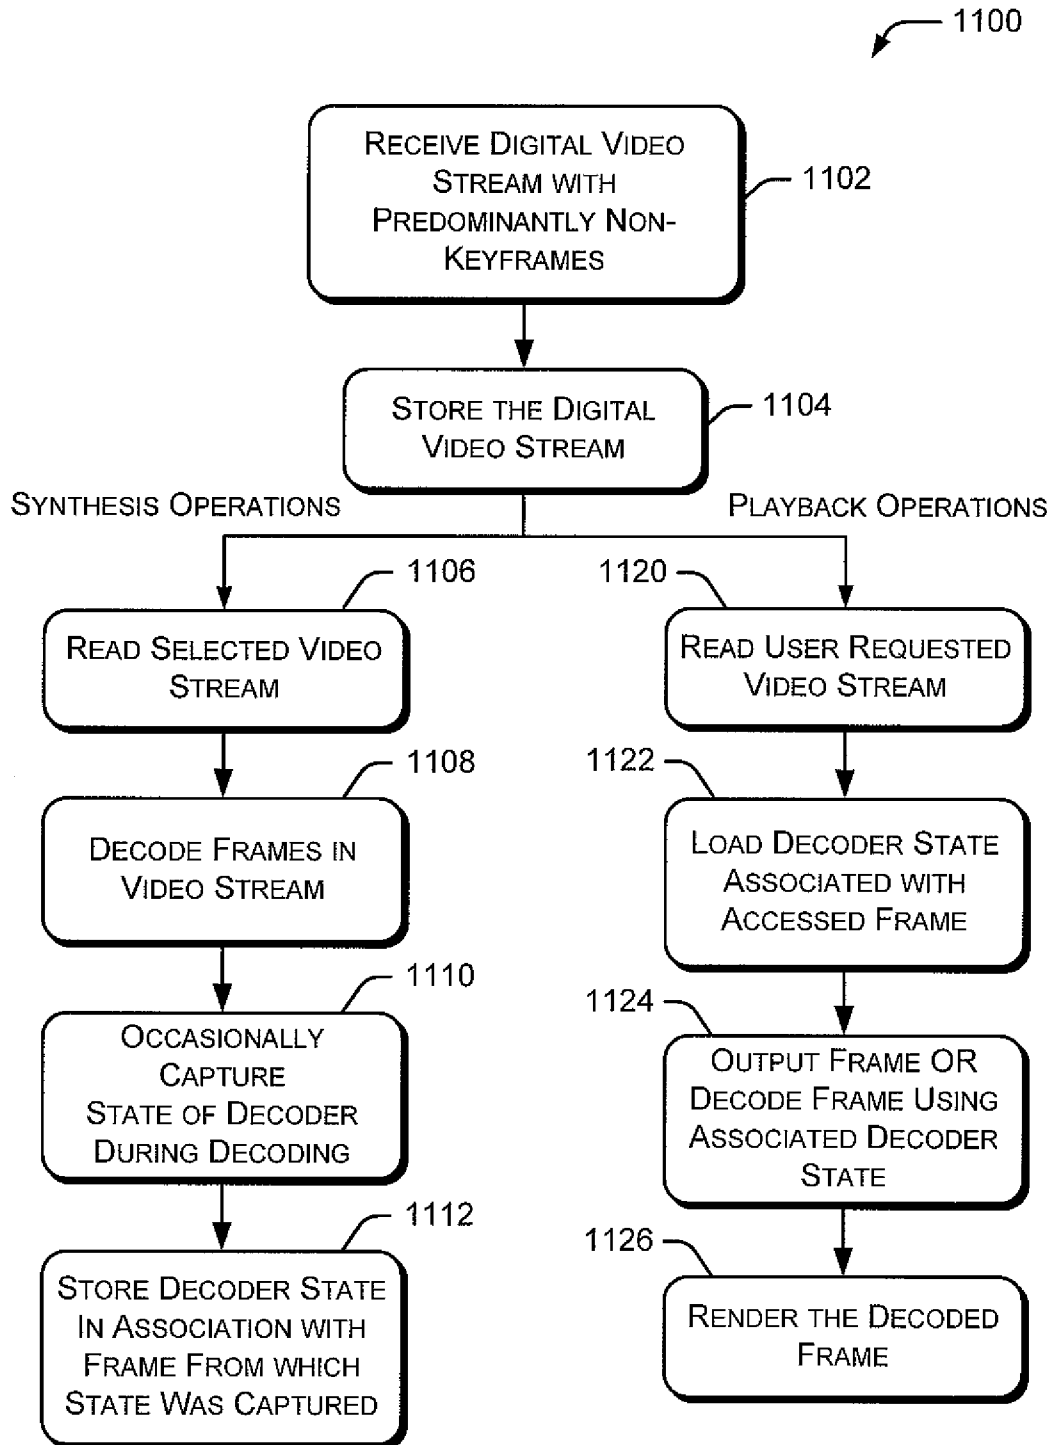 1100
RECEIVE DIGITAL VIDEO
STREAM WITH
PREDOMINANTLY NON-
KEYFRAMES
1102
STORE THE DIGITAL
VIDEO STREAM
1104
SYNTHESIS OPERATIONS
PLAYBACK OPERATIONS
1106
READ SELECTED VIDEO
STREAM
1108
DECODE FRAMES IN
VIDEO STREAM
1110
OCCASIONALLY
CAPTURE
STATE OF DECODER
DURING DECODING
1112
STORE DECODER STATE
IN ASSOCIATION WITH
FRAME FROM WHICH
STATE WAS CAPTURED
1120
READ USER REQUESTED
VIDEO STREAM
1122
LOAD DECODER STATE
ASSOCIATED WITH
ACCESSED FRAME
1124
OUTPUT FRAME OR
DECODE FRAME USING
ASSOCIATED DECODER
STATE
1126
RENDER THE DECODED
FRAME